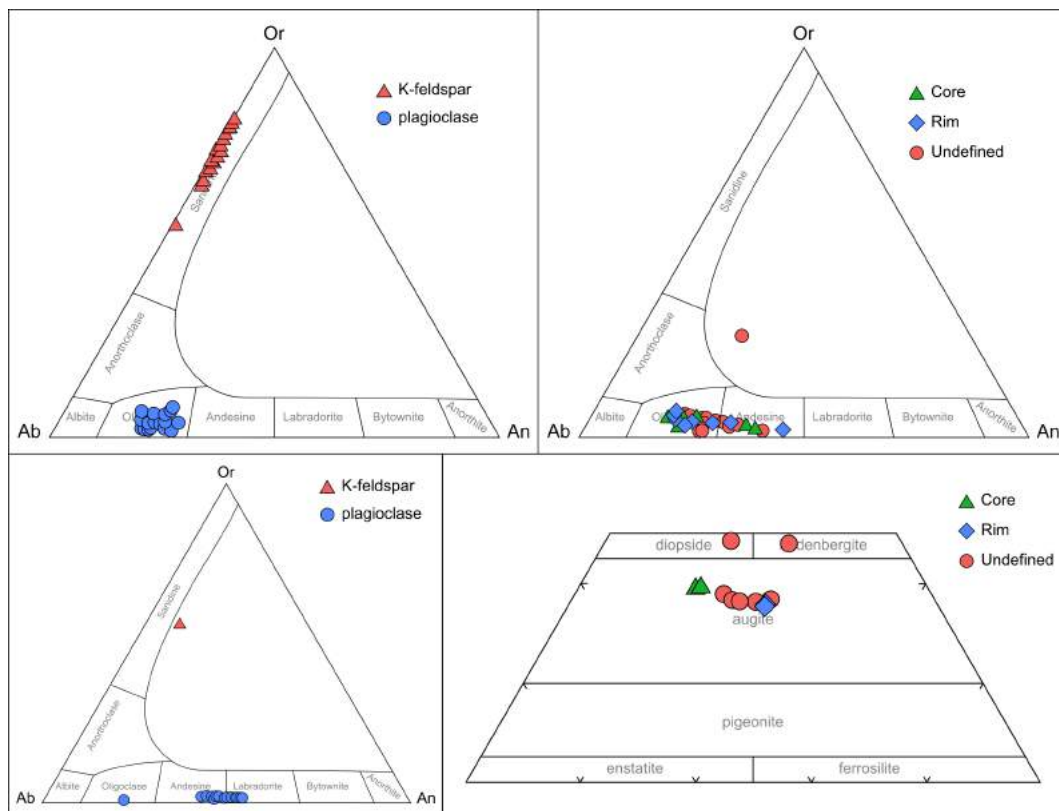 Or
K-feldspar
plagioclase
Sanidine
Anorthoclase
Albite
Andesine
Labradorite
Bytownite
Anorthite
Ab
An
Or
Core
Rim
Undefined
Sanidine
Anorthoclase
Albite
Andesine
Labradorite
Bytownite
Anorthite
Ab
An
Or
K-feldspar
plagioclase
Sanidine
Anorthoclase
Albite
Oligoclase
Andesine
Labradorite
Bytownite
Anorthite
Ab
An
Core
Rim
Undefined
diopside
denbergite
augite
pigeonite
enstatite
ferrosilite